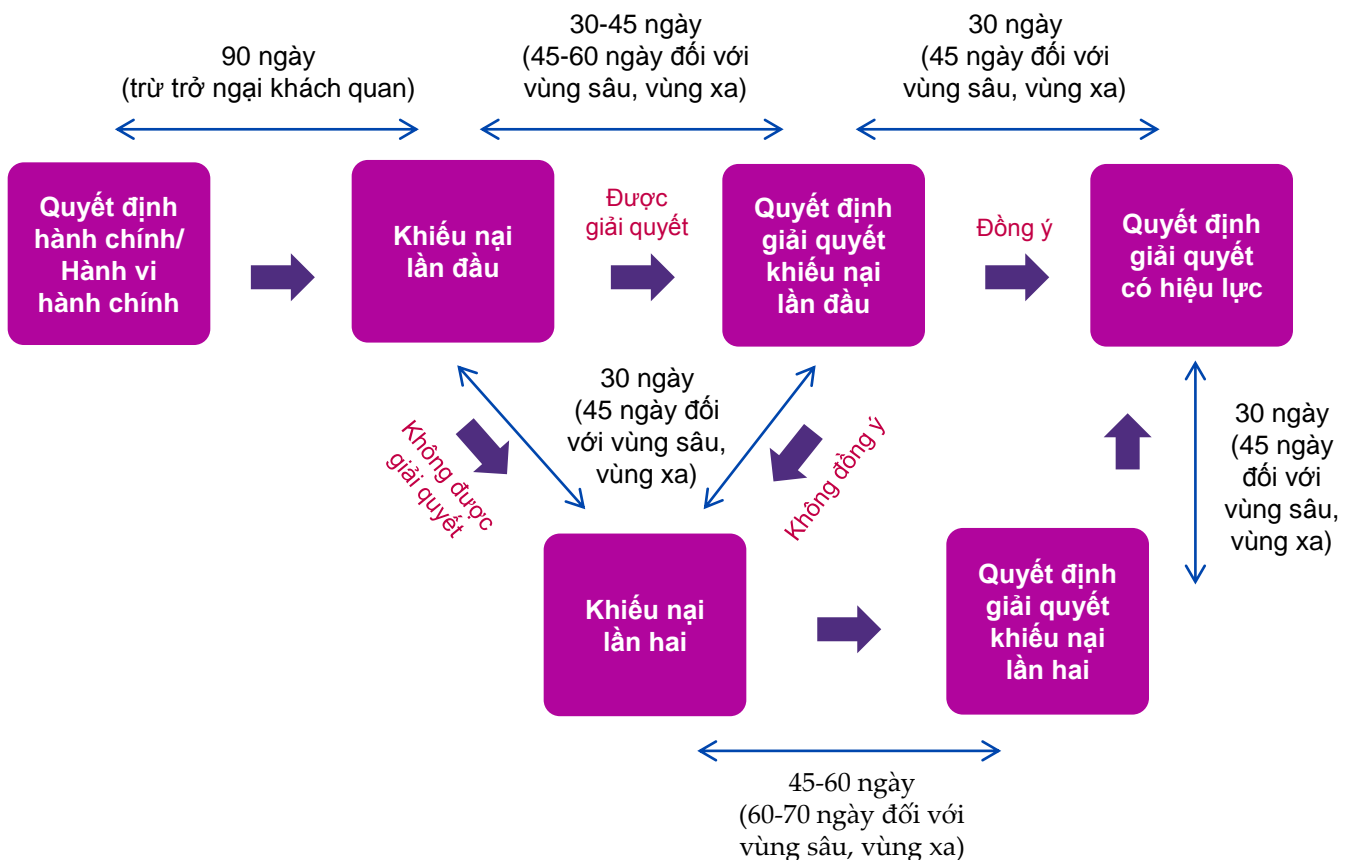 90 ngày
(trừ trở ngại khách quan)
30-45 ngày
(45-60 ngày đối với
vùng sâu, vùng xa)
30 ngày
(45 ngày đối với
vùng sâu, vùng xa)
Quyết định
hành chính/
Hành vi
hành chính
Khiếu nại
lần đầu
Được
giải quyết
Quyết định
giải quyết
khiếu nại
lần đầu
Đồng ý
Quyết định
giải quyết
có hiệu lực
Không được
giải quyết
30 ngày
(45 ngày đối
với vùng sâu,
vùng xa)
Không đồng ý
30 ngày
(45 ngày
đối với
vùng sâu,
vùng xa)
Khiếu nại
lần hai
Quyết định
giải quyết
khiếu nại
lần hai
45-60 ngày
(60-70 ngày đối với
vùng sâu, vùng xa)